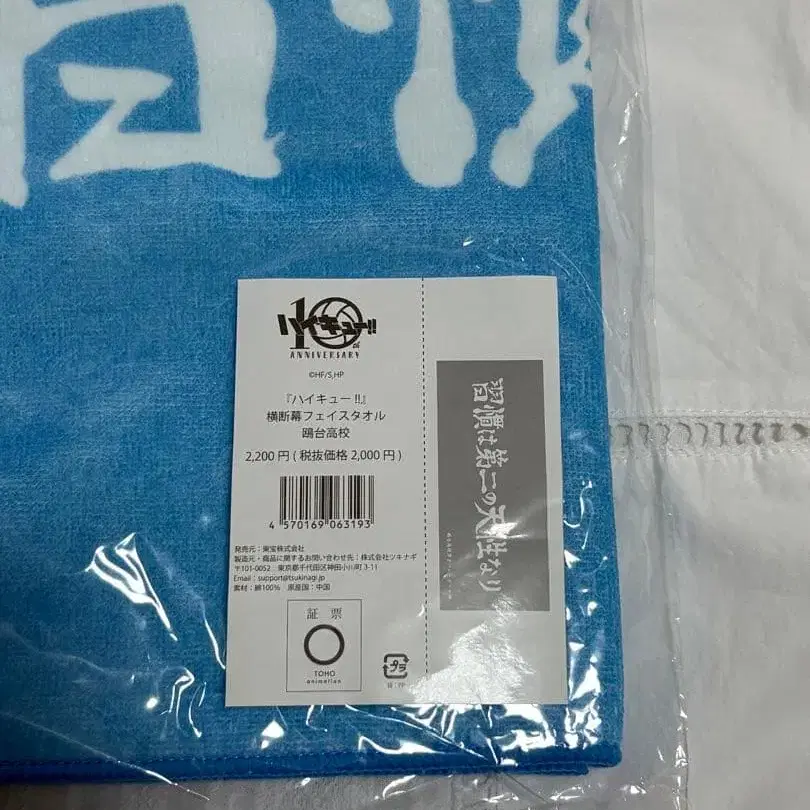 ハイキュー!!
10th
ANNIVERSARY
©HF/S,HP
『ハイキュー!!』
横断幕フェイスタオル
鴎台高校
2,200円(税抜価格2,000円)
4 570169 063193
発売元:東宝株式会社
製造元・商品に関するお問い合わせ先:株式会社ツキナギ
〒101-0052 東京都千代田区神田小川町3-11
Email:support@tsukinagi.jp
素材:綿100% 原産国:中国
証票
TOHO
animation
プラ
袋:PP
習慣は第二の天性なり